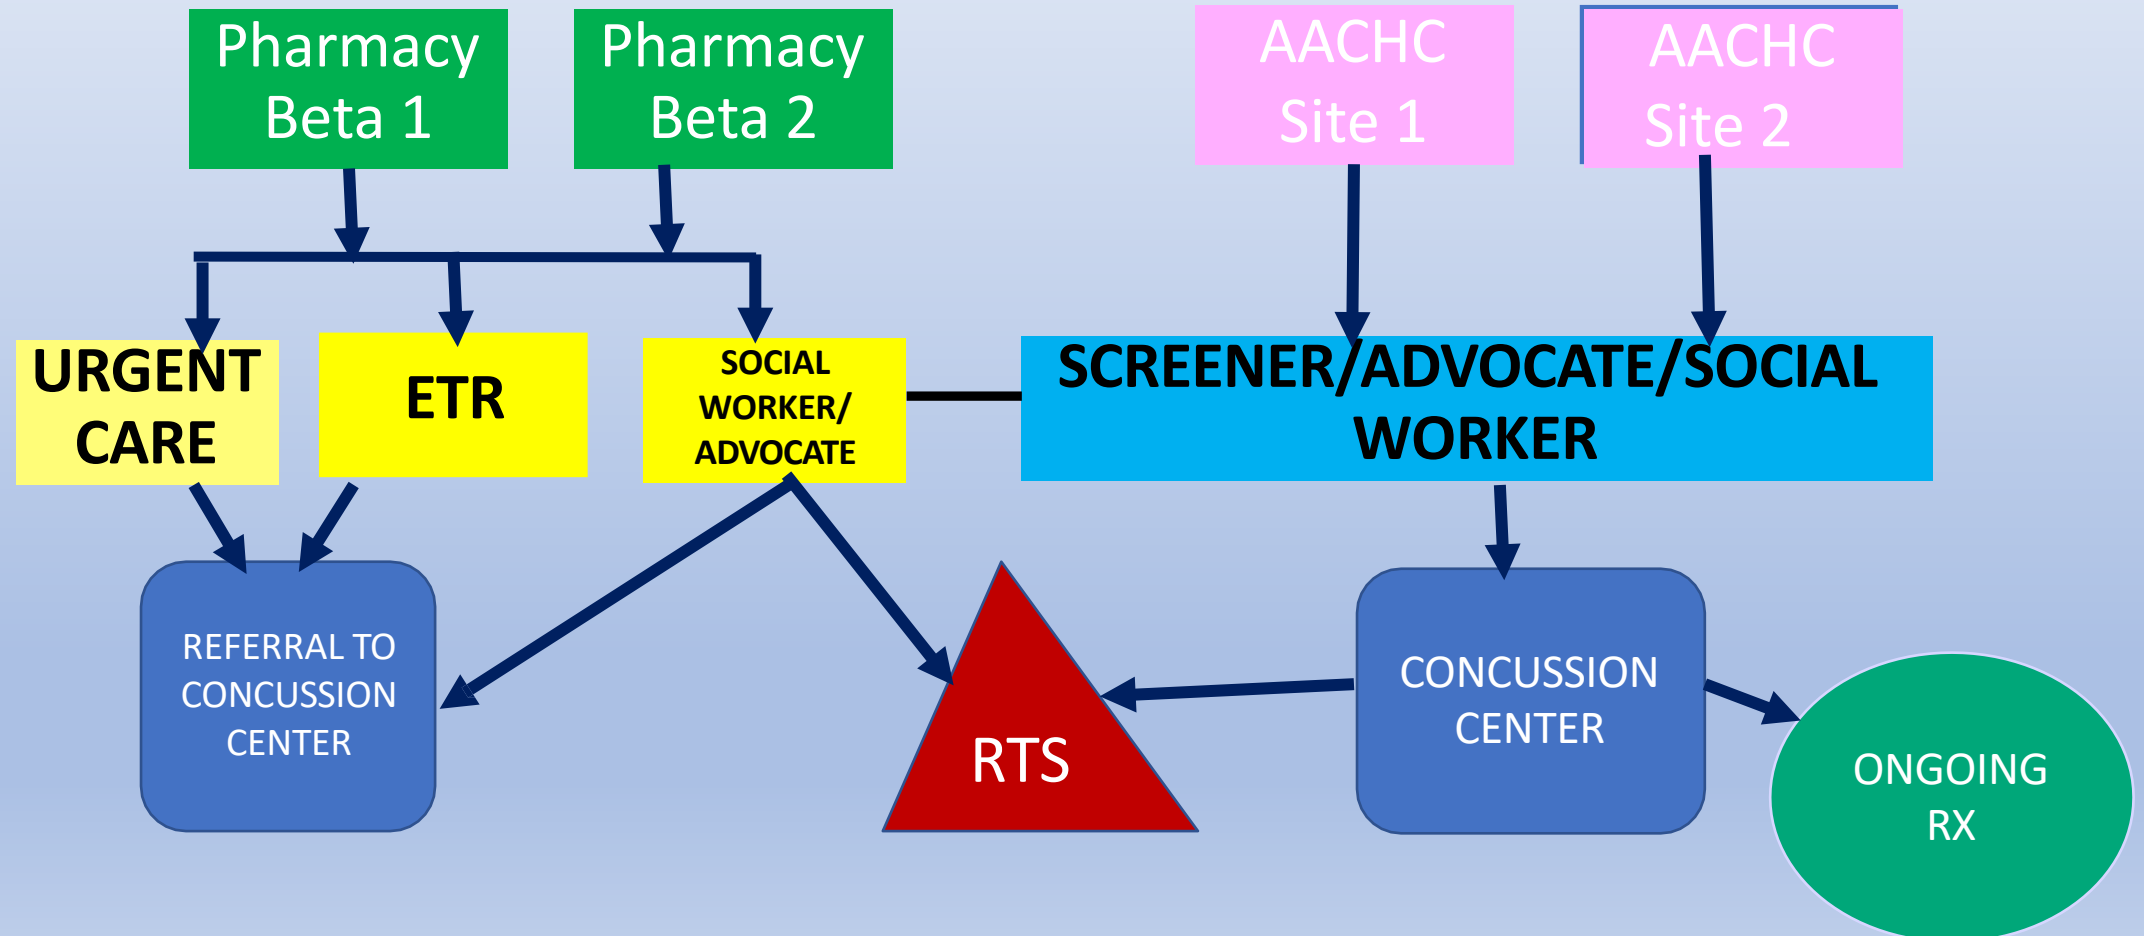 Pharmacy
Beta 1
Pharmacy
Beta 2
AACHC
Site 1
AACHC
Site 2
URGENT
CARE
ETR
SOCIAL
WORKER/
ADVOCATE
SCREENER/ADVOCATE/SOCIAL
WORKER
REFERRAL TO
CONCUSSION
CENTER
RTS
CONCUSSION
CENTER
ONGOING
RX